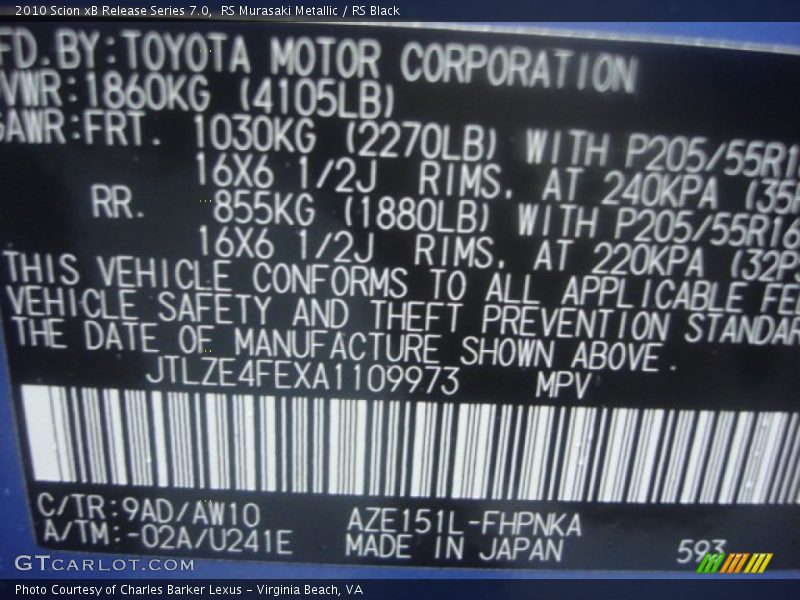 2010 Scion xB Release Series 7.0,  RS Murasaki Metallic / RS Black
FD.BY:TOYOTA MOTOR CORPORATION
VWR:1860KG (4105LB)
GAWR:FRT. 1030KG (2270LB) WITH P205/55R16
16X6 1/2J RIMS, AT 240KPA (35P
RR. 855KG (1880LB) WITH P205/55R16
16X6 1/2J RIMS, AT 220KPA (32PS
THIS VEHICLE CONFORMS TO ALL APPLICABLE FED
VEHICLE SAFETY AND THEFT PREVENTION STANDAR
THE DATE OF MANUFACTURE SHOWN ABOVE.
JTLZE4FEXA1109973 MPV
C/TR:9AD/AW10 AZE151L-FHPNKA
A/TM:-02A/U241E MADE IN JAPAN 593
GTCARLOT.COM
Photo Courtesy of Charles Barker Lexus - Virginia Beach, VA